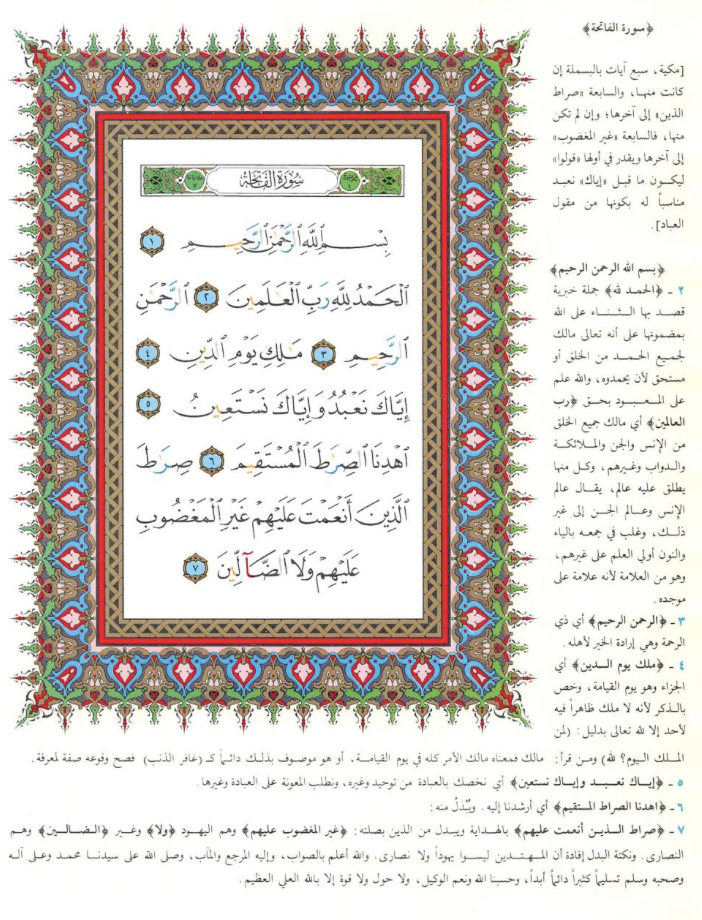 ﴿سورة الفاتحة﴾
[مكية، سبع آيات بالبسملة إن
كانت منها، والسابعة «صراط
الذين» إلى آخرها؛ وإن لم تكن
منها، فالسابعة «غير المغضوب»
إلى آخرها ويقدر في أولها «قولوا»
ليكون ما قبل «إياك» نعبد
مناسباً له بكونها من مقول
العباد].
سُورَةُ الفَاتِحَةِ
بِسْمِ ٱللَّهِ ٱلرَّحْمَٰنِ ٱلرَّحِيمِ ١
ٱلْحَمْدُ لِلَّهِ رَبِّ ٱلْعَٰلَمِينَ ٢ ٱلرَّحْمَٰنِ
ٱلرَّحِيمِ ٣ مَٰلِكِ يَوْمِ ٱلدِّينِ ٤
إِيَّاكَ نَعْبُدُ وَإِيَّاكَ نَسْتَعِينُ ٥
ٱهْدِنَا ٱلصِّرَٰطَ ٱلْمُسْتَقِيمَ ٦ صِرَٰطَ
ٱلَّذِينَ أَنْعَمْتَ عَلَيْهِمْ غَيْرِ ٱلْمَغْضُوبِ
عَلَيْهِمْ وَلَا ٱلضَّآلِّينَ ٧
﴿بسم الله الرحمن الرحيم﴾
٢ ـ ﴿الحمد لله﴾ جملة خبرية
قصد بها الثناء على الله
بمضمونها على أنه تعالى مالك
لجميع الحمد من الخلق أو
مستحق لأن يحمدوه، والله علم
على المعبود بحق ﴿رب
العالمين﴾ أي مالك جميع الخلق
من الإنس والجن والملائكة
والدواب وغيرهم، وكل منها
يطلق عليه عالم، يقال عالم
الإنس وعالم الجن إلى غير
ذلك، وغلب في جمعه بالياء
والنون أولي العلم على غيرهم،
وهو من العلامة لأنه علامة على
موجده.
٣ ـ ﴿الرحمن الرحيم﴾ أي ذي
الرحمة وهي إرادة الخير لأهله.
٤ ـ ﴿ملك يوم الدين﴾ أي
الجزاء وهو يوم القيامة، وخص
بالذكر لأنه لا ملك ظاهراً فيه
لأحد إلا لله تعالى بدليل: (لمن
الملك اليوم؟ لله) ومن قرأ: مالك فمعناه مالك الأمر كله في يوم القيامة، أو هو موصوف بذلك دائماً كـ(غافر الذنب) فصح وقوعه صفة لمعرفة.
٥ ـ ﴿إياك نعبد وإياك نستعين﴾ أي نخصك بالعبادة من توحيد وغيره، ونطلب المعونة على العبادة وغيرها.
٦ ـ ﴿اهدنا الصراط المستقيم﴾ أي أرشدنا إليه. ويُبْدَلُ منه:
٧ ـ ﴿صراط الذين أنعمت عليهم﴾ بالهداية ويبدل من الذين بصلته: ﴿غير المغضوب عليهم﴾ وهم اليهود ﴿ولا﴾ وغير ﴿الضالين﴾ وهم
النصارى. ونكتة البدل إفادة أن المهتدين ليسوا يهوداً ولا نصارى. والله أعلم بالصواب، وإليه المرجع والمآب، وصلى الله على سيدنا محمد وعلى آله
وصحبه وسلم تسليماً كثيراً دائماً أبداً، وحسبنا الله ونعم الوكيل، ولا حول ولا قوة إلا بالله العلي العظيم.